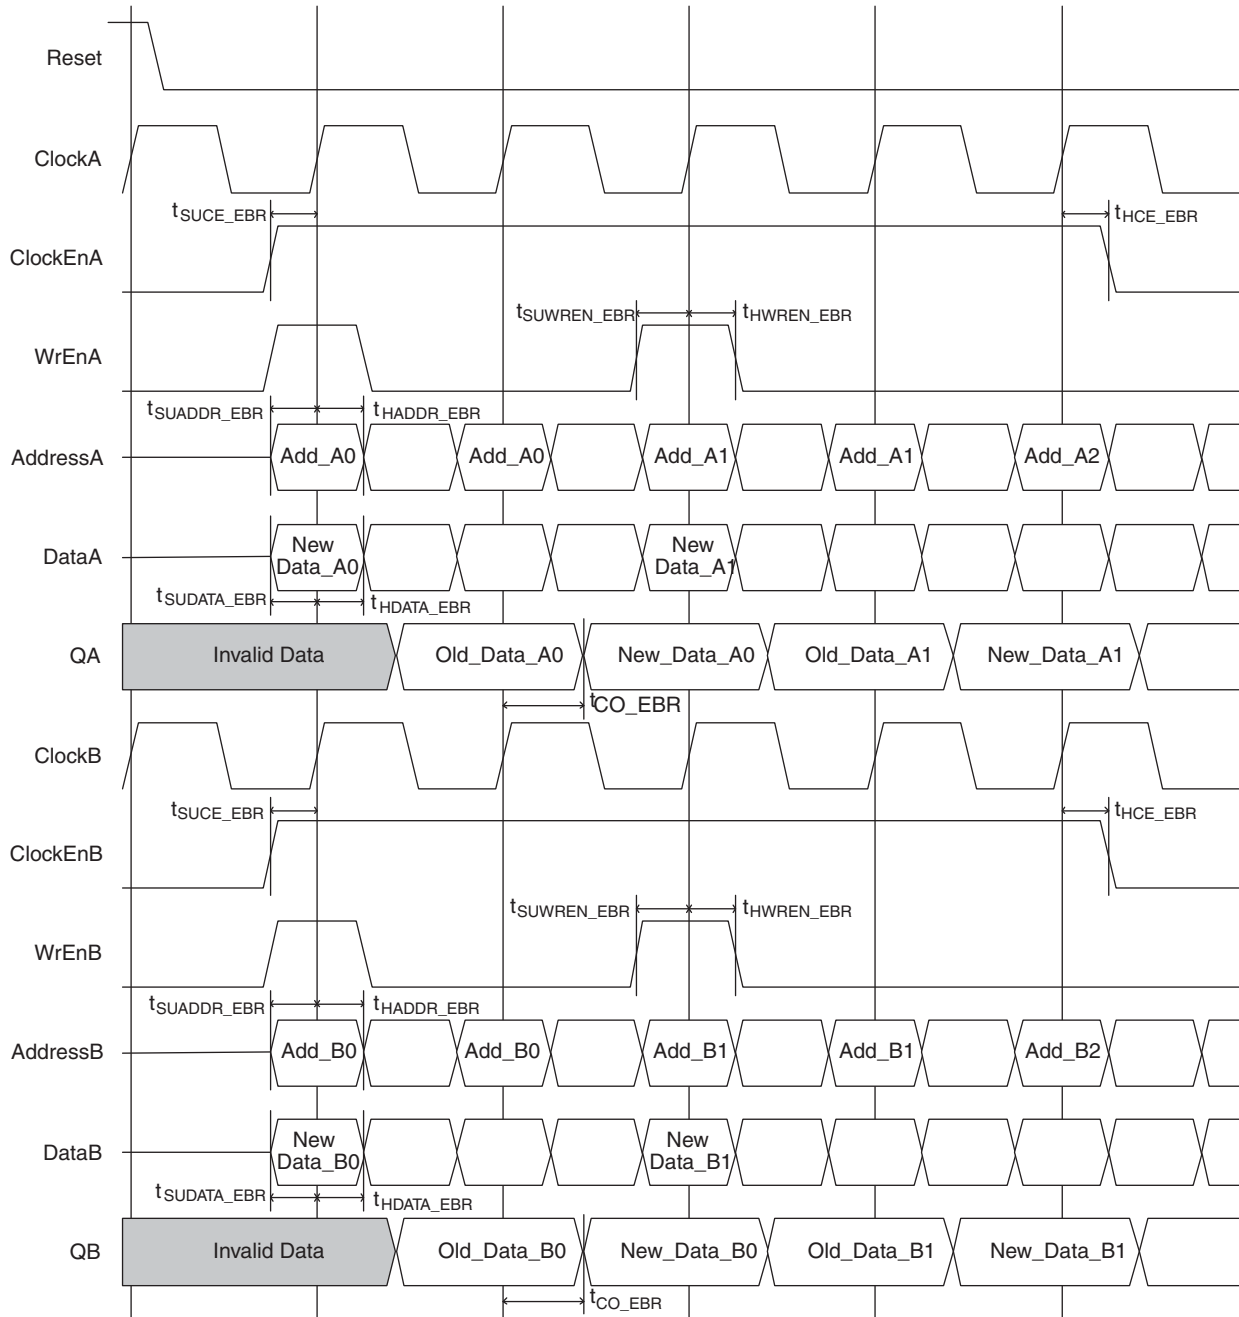 Reset
ClockA
tSUCE_EBR
tHCE_EBR
ClockEnA
tSUWREN_EBR
tHWREN_EBR
WrEnA
tSUADDR_EBR
tHADDR_EBR
AddressA
Add_A0
Add_A0
Add_A1
Add_A1
Add_A2
DataA
New
Data_A0
New
Data_A1
tSUDATA_EBR
tHDATA_EBR
QA
Invalid Data
Old_Data_A0
New_Data_A0
Old_Data_A1
New_Data_A1
tCO_EBR
ClockB
tSUCE_EBR
tHCE_EBR
ClockEnB
tSUWREN_EBR
tHWREN_EBR
WrEnB
tSUADDR_EBR
tHADDR_EBR
AddressB
Add_B0
Add_B0
Add_B1
Add_B1
Add_B2
DataB
New
Data_B0
New
Data_B1
tSUDATA_EBR
tHDATA_EBR
QB
Invalid Data
Old_Data_B0
New_Data_B0
Old_Data_B1
New_Data_B1
tCO_EBR